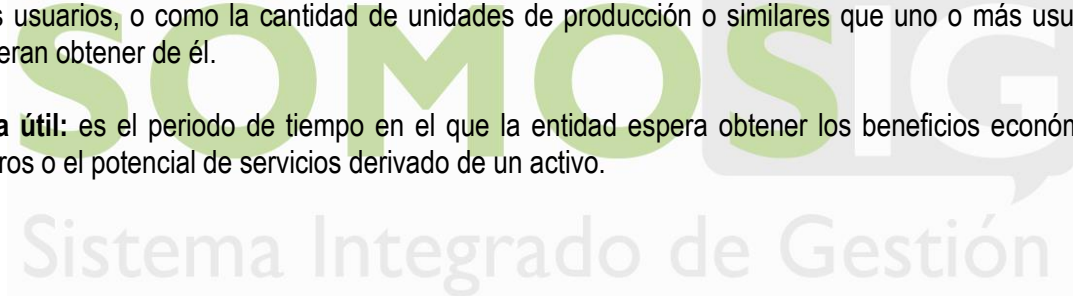 s usuarios, o como la cantidad de unidades de producción o similares que uno o más usu
eran obtener de él.
a útil: es el periodo de tiempo en el que la entidad espera obtener los beneficios económ
ros o el potencial de servicios derivado de un activo.
SOMOSIG
Sistema Integrado de Gestión